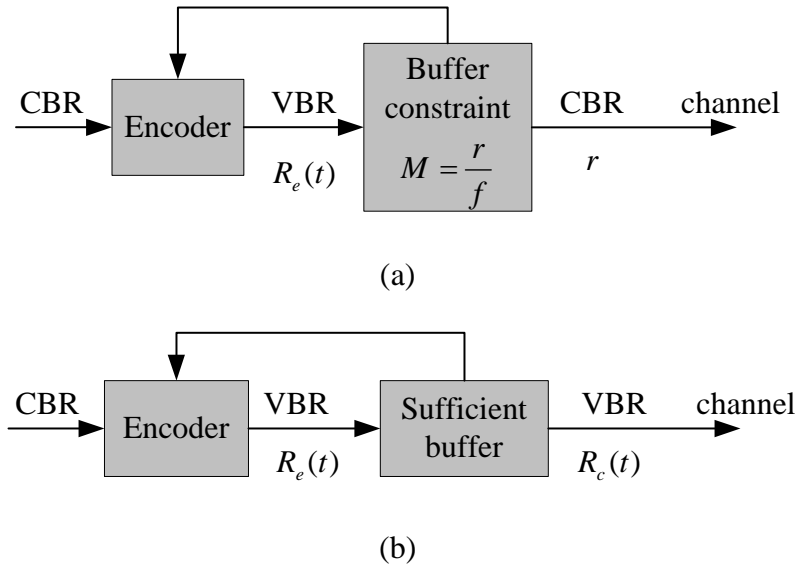 CBR
Encoder
VBR
R_e(t)
Buffer
constraint
M = r/f
CBR
r
channel
(a)
CBR
Encoder
VBR
R_e(t)
Sufficient
buffer
VBR
R_c(t)
channel
(b)